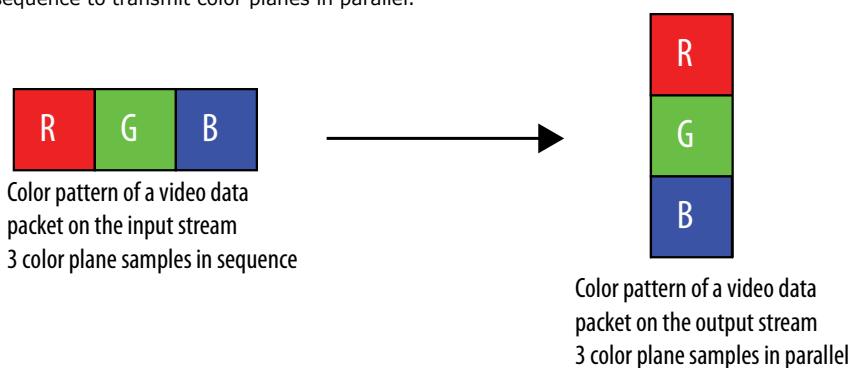 sequence to transmit color planes in parallel.
R G B
Color pattern of a video data
packet on the input stream
3 color plane samples in sequence
R
G
B
Color pattern of a video data
packet on the output stream
3 color plane samples in parallel